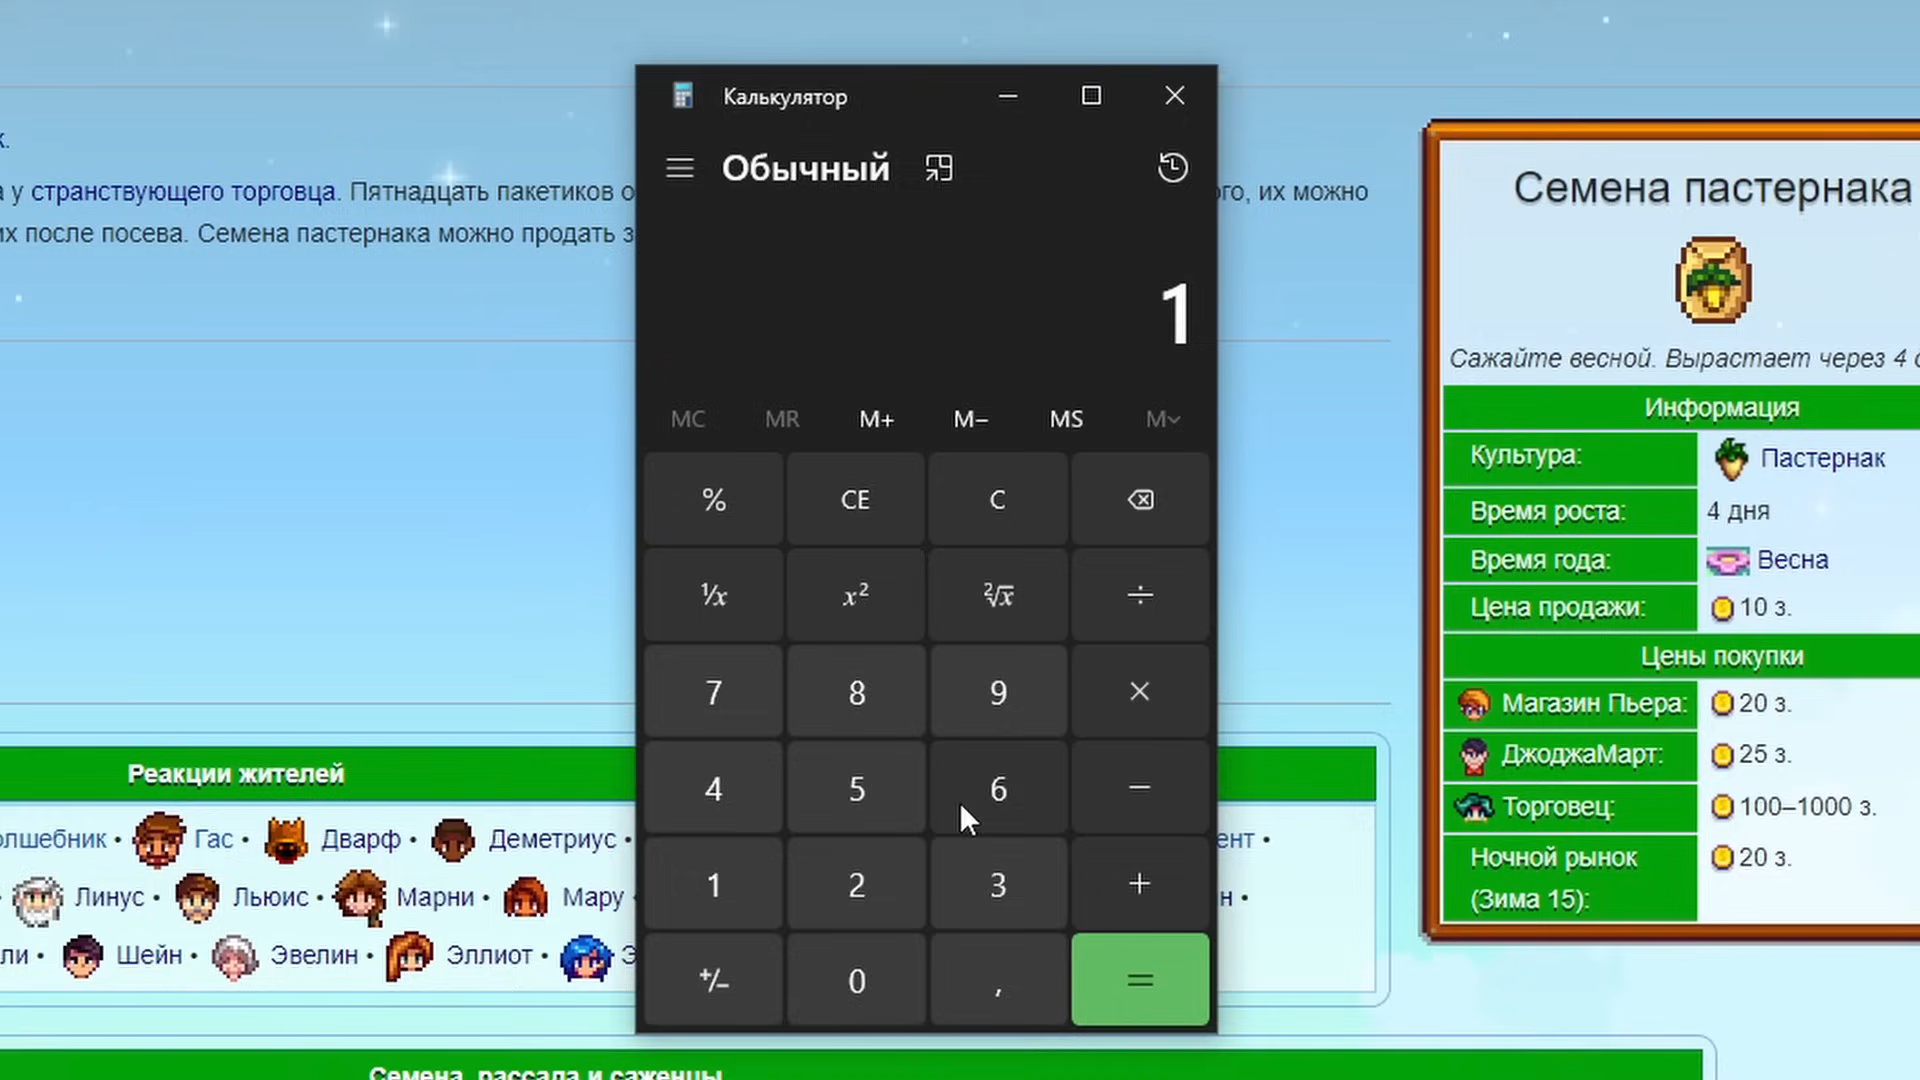 Калькулятор
Обычный
1
MC MR M+ M− MS M
% CE C
⅟x x² ²√x ÷
7 8 9 ×
4 5 6 −
1 2 3 +
+/− 0 , =
к.
а у странствующего торговца. Пятнадцать пакетиков о
ого, их можно
их после посева. Семена пастернака можно продать з
Реакции жителей
олшебник • Гас • Дварф • Деметриус •
ент •
• Линус • Льюис • Марни • Мару •
н •
ли • Шейн • Эвелин • Эллиот • Э
Семена, рассада и саженцы
Семена пастернака
Сажайте весной. Вырастает через 4
Информация
Культура: Пастернак
Время роста: 4 дня
Время года: Весна
Цена продажи: 10 з.
Цены покупки
Магазин Пьера: 20 з.
ДжоджаМарт: 25 з.
Торговец: 100–1000 з.
Ночной рынок 20 з.
(Зима 15):